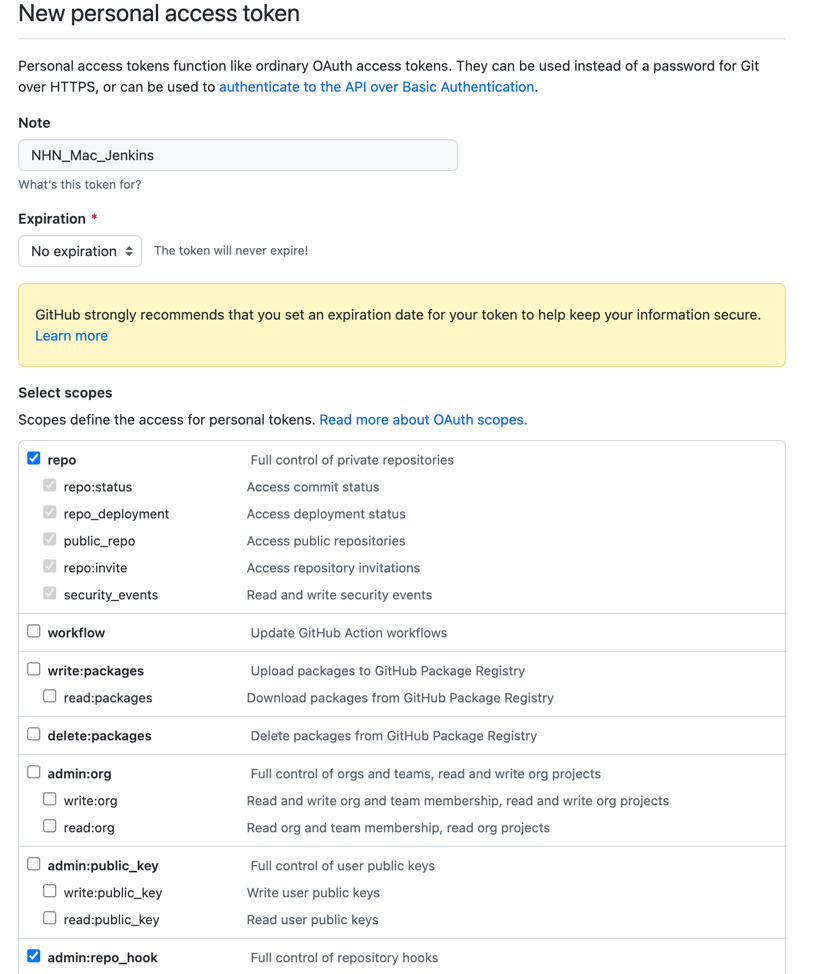 New personal access token
Personal access tokens function like ordinary OAuth access tokens. They can be used instead of a password for Git
over HTTPS, or can be used to authenticate to the API over Basic Authentication.
Note
NHN_Mac_Jenkins
What's this token for?
Expiration *
No expiration The token will never expire!
GitHub strongly recommends that you set an expiration date for your token to help keep your information secure.
Learn more
Select scopes
Scopes define the access for personal tokens. Read more about OAuth scopes.
repo Full control of private repositories
repo:status Access commit status
repo_deployment Access deployment status
public_repo Access public repositories
repo:invite Access repository invitations
security_events Read and write security events
workflow Update GitHub Action workflows
write:packages Upload packages to GitHub Package Registry
read:packages Download packages from GitHub Package Registry
delete:packages Delete packages from GitHub Package Registry
admin:org Full control of orgs and teams, read and write org projects
write:org Read and write org and team membership, read and write org projects
read:org Read org and team membership, read org projects
admin:public_key Full control of user public keys
write:public_key Write user public keys
read:public_key Read user public keys
admin:repo_hook Full control of repository hooks